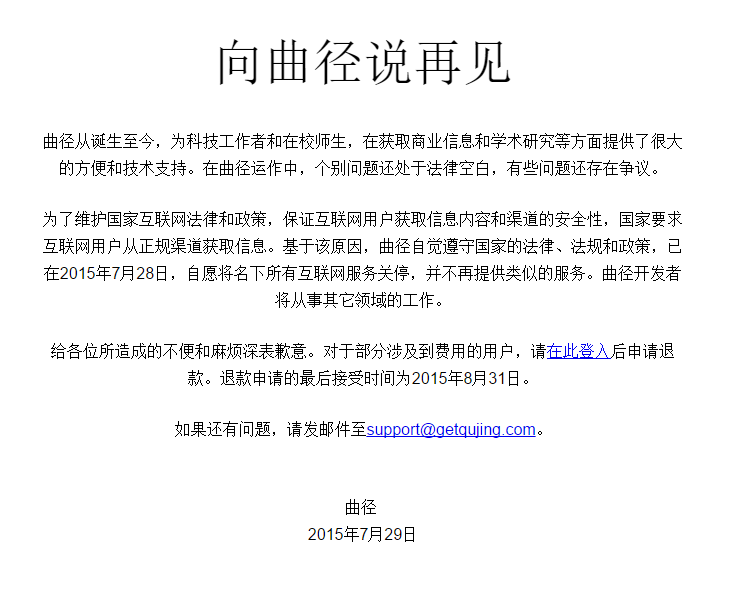 向曲径说再见
曲径从诞生至今，为科技工作者和在校师生，在获取商业信息和学术研究等方面提供了很大
的方便和技术支持。在曲径运作中，个别问题还处于法律空白，有些问题还存在争议。
为了维护国家互联网法律和政策，保证互联网用户获取信息内容和渠道的安全性，国家要求
互联网用户从正规渠道获取信息。基于该原因，曲径自觉遵守国家的法律、法规和政策，已
在2015年7月28日，自愿将名下所有互联网服务关停，并不再提供类似的服务。曲径开发者
将从事其它领域的工作。
给各位所造成的不便和麻烦深表歉意。对于部分涉及到费用的用户，请在此登入后申请退
款。退款申请的最后接受时间为2015年8月31日。
如果还有问题，请发邮件至support@getqujing.com。
曲径
2015年7月29日